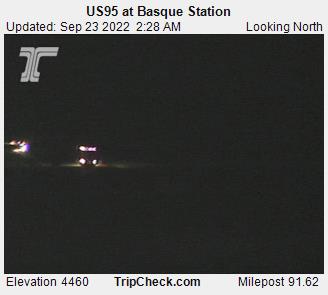 US95 at Basque Station
Updated: Sep 23 2022 2:28 AM Looking North
Elevation 4460 TripCheck.com Milepost 91.62